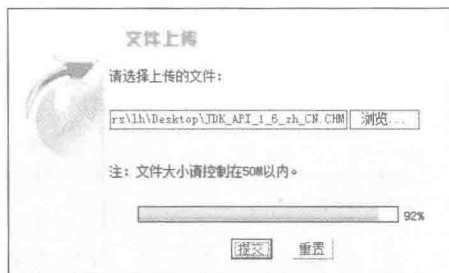 文件上传
请选择上传的文件：
rs\lh\Desktop\JDK_API_1_6_zh_CN.CHM 浏览...
注：文件大小请控制在50M以内。
92%
提交 重置